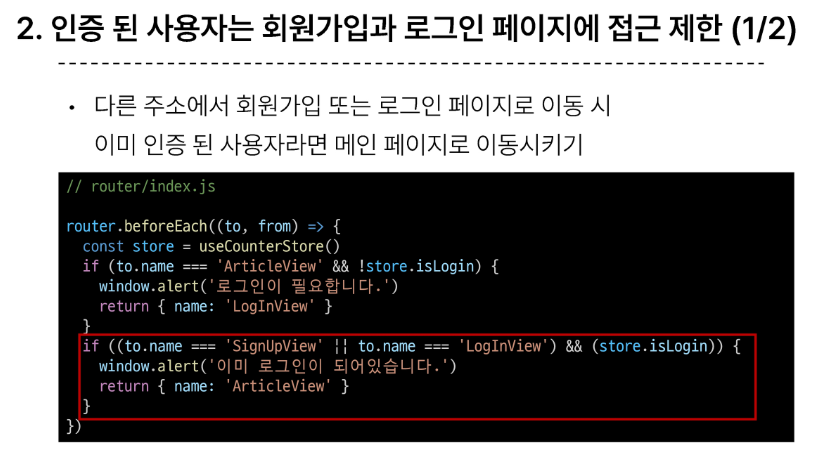 2. 인증 된 사용자는 회원가입과 로그인 페이지에 접근 제한 (1/2)
• 다른 주소에서 회원가입 또는 로그인 페이지로 이동 시
이미 인증 된 사용자라면 메인 페이지로 이동시키기
// router/index.js
router.beforeEach((to, from) => {
  const store = useCounterStore()
  if (to.name === 'ArticleView' && !store.isLogin) {
    window.alert('로그인이 필요합니다.')
    return { name: 'LogInView' }
  }
  if ((to.name === 'SignUpView' || to.name === 'LogInView') && (store.isLogin)) {
    window.alert('이미 로그인이 되어있습니다.')
    return { name: 'ArticleView' }
  }
})